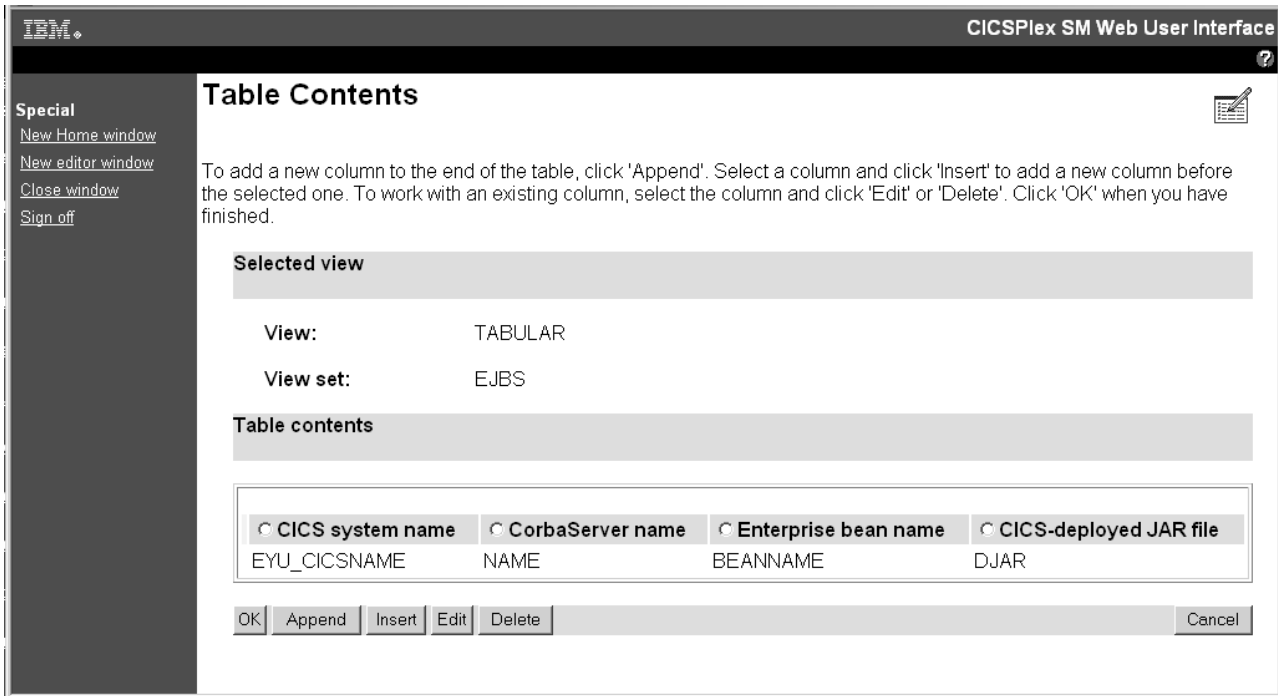 IBM.
CICSPlex SM Web User Interface
?
Special
New Home window
New editor window
Close window
Sign off
Table Contents
To add a new column to the end of the table, click 'Append'. Select a column and click 'Insert' to add a new column before
the selected one. To work with an existing column, select the column and click 'Edit' or 'Delete'. Click 'OK' when you have
finished.
Selected view
View: TABULAR
View set: EJBS
Table contents
CICS system name CorbaServer name Enterprise bean name CICS-deployed JAR file
EYU_CICSNAME NAME BEANNAME DJAR
OK Append Insert Edit Delete Cancel